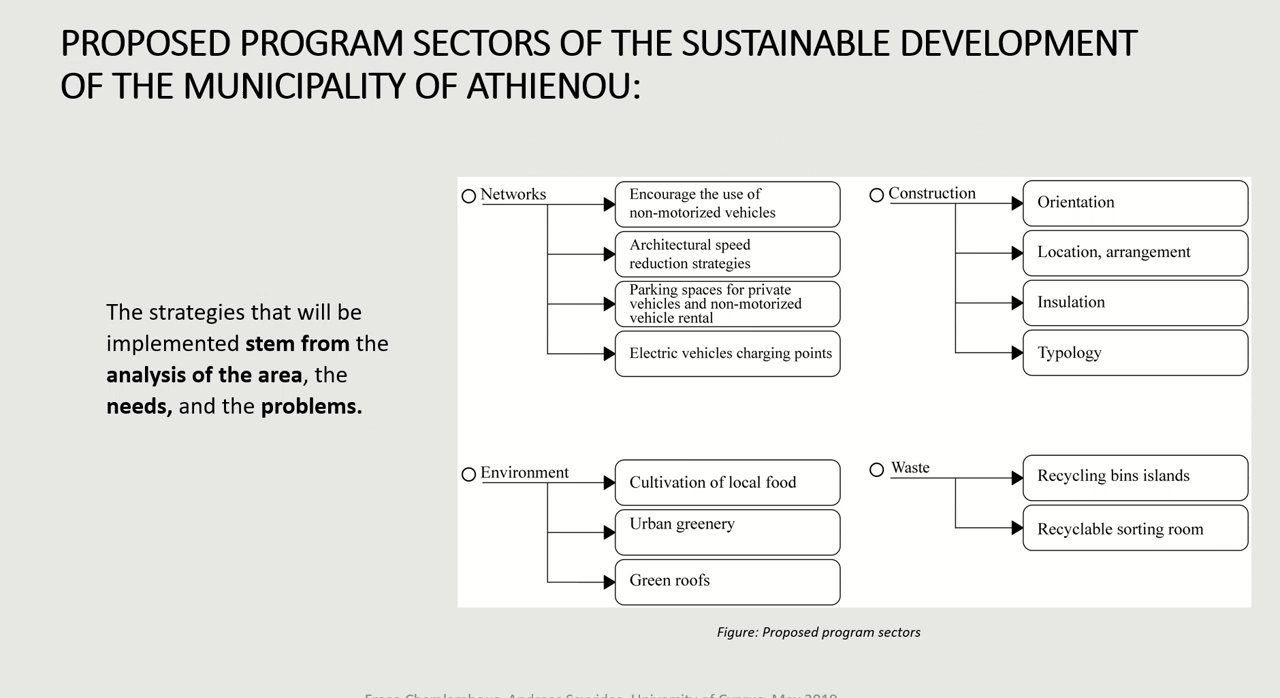 PROPOSED PROGRAM SECTORS OF THE SUSTAINABLE DEVELOPMENT
OF THE MUNICIPALITY OF ATHIENOU:
The strategies that will be
implemented stem from the
analysis of the area, the
needs, and the problems.
Networks
Encourage the use of
non-motorized vehicles
Architectural speed
reduction strategies
Parking spaces for private
vehicles and non-motorized
vehicle rental
Electric vehicles charging points
Construction
Orientation
Location, arrangement
Insulation
Typology
Environment
Cultivation of local food
Urban greenery
Green roofs
Waste
Recycling bins islands
Recyclable sorting room
Figure: Proposed program sectors